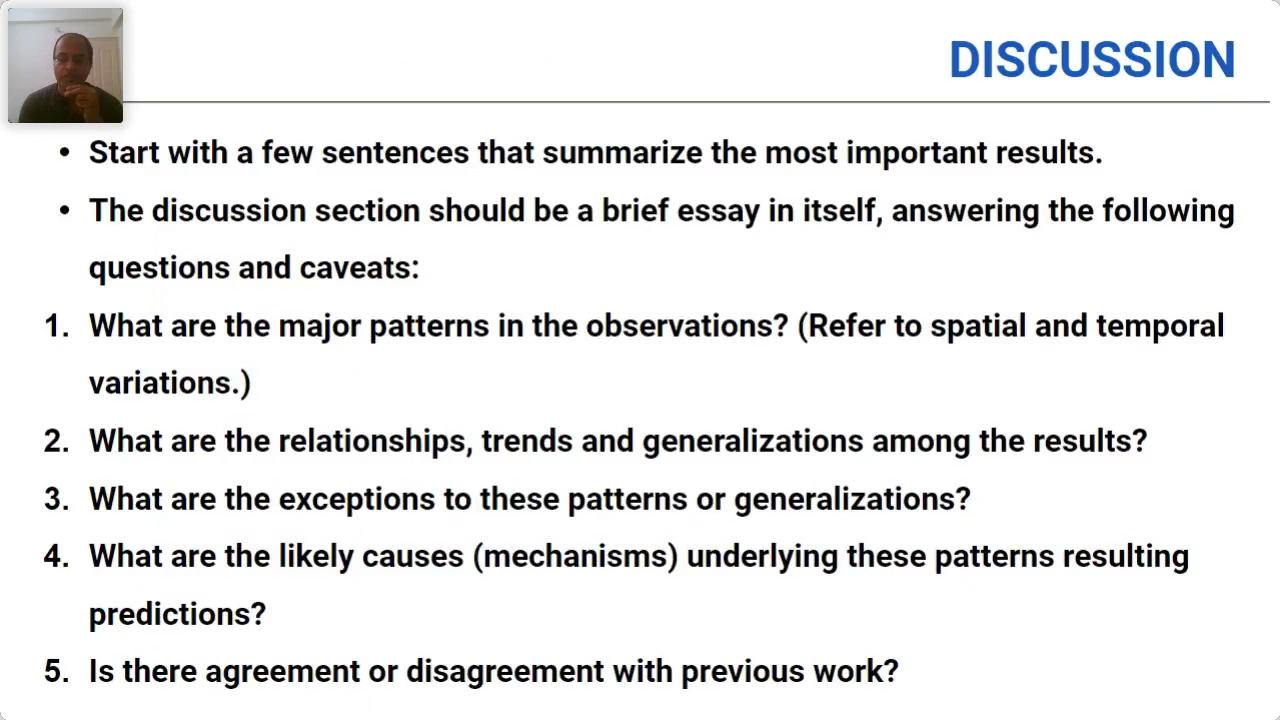 DISCUSSION
• Start with a few sentences that summarize the most important results.
• The discussion section should be a brief essay in itself, answering the following
questions and caveats:
1. What are the major patterns in the observations? (Refer to spatial and temporal
variations.)
2. What are the relationships, trends and generalizations among the results?
3. What are the exceptions to these patterns or generalizations?
4. What are the likely causes (mechanisms) underlying these patterns resulting
predictions?
5. Is there agreement or disagreement with previous work?